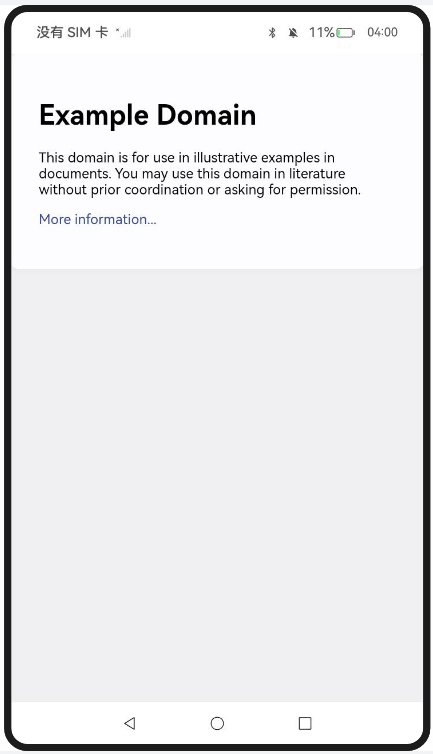 没有 SIM 卡
11%
04:00
Example Domain
This domain is for use in illustrative examples in
documents. You may use this domain in literature
without prior coordination or asking for permission.
More information...